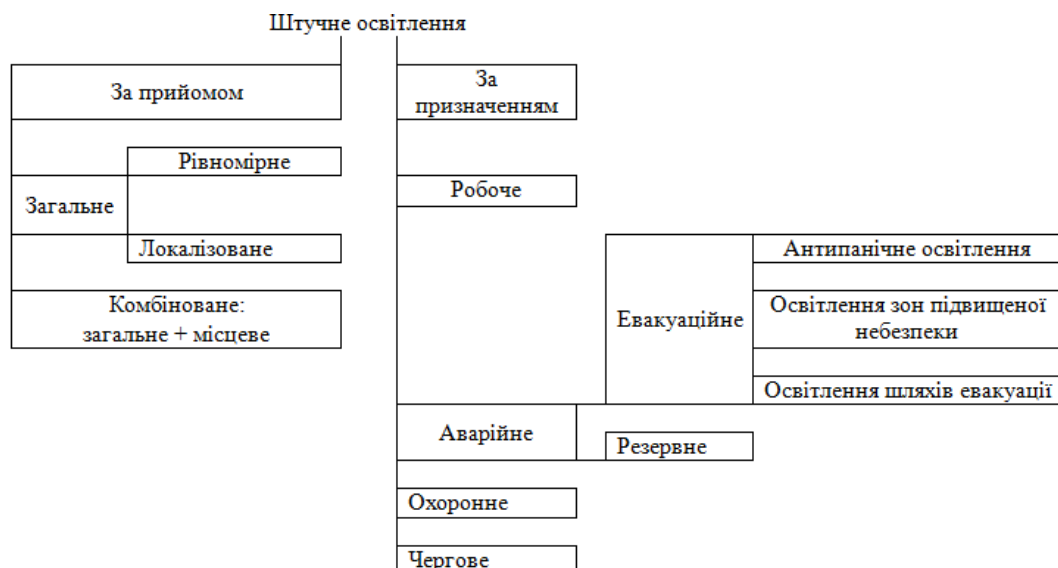 Штучне освітлення
За прийомом
За
призначенням
Рівномірне
Загальне
Локалізоване
Комбіноване:
загальне + місцеве
Робоче
Евакуаційне
Антипанічне освітлення
Освітлення зон підвищеної
небезпеки
Освітлення шляхів евакуації
Аварійне
Резервне
Охоронне
Чергове